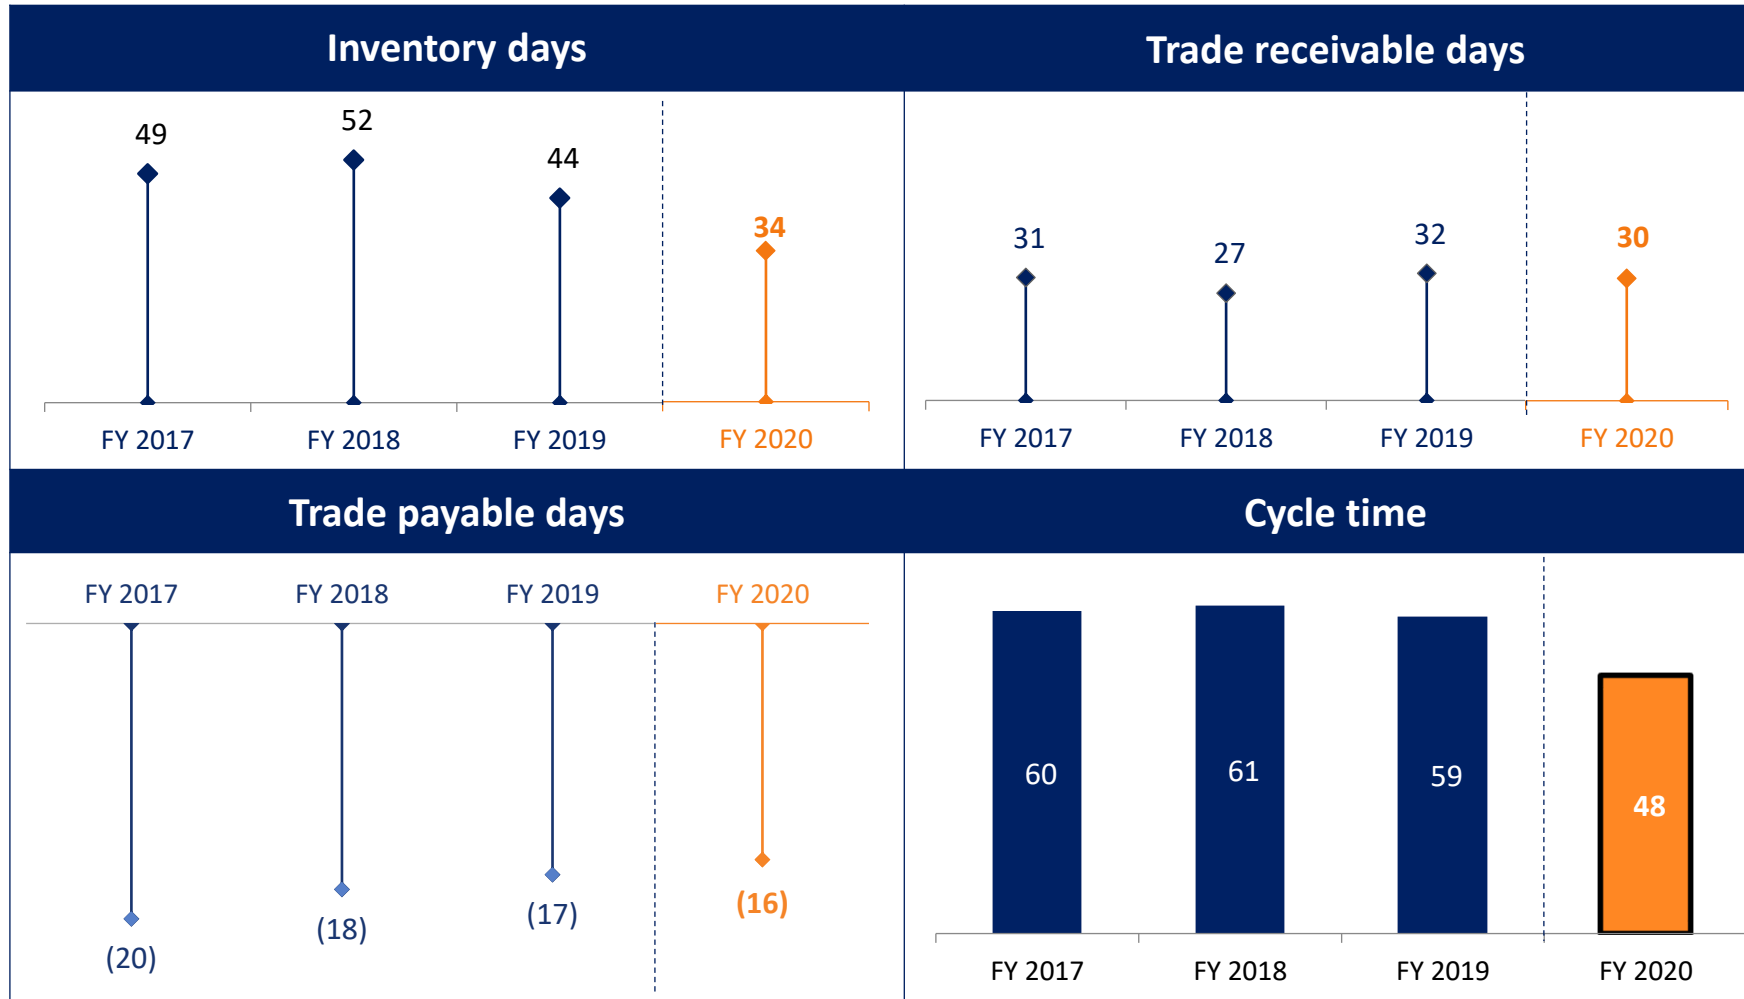 Inventory days
49
52
44
34
FY 2017
FY 2018
FY 2019
FY 2020
Trade receivable days
31
27
32
30
FY 2017
FY 2018
FY 2019
FY 2020
Trade payable days
FY 2017
FY 2018
FY 2019
FY 2020
(20)
(18)
(17)
(16)
Cycle time
60
61
59
48
FY 2017
FY 2018
FY 2019
FY 2020